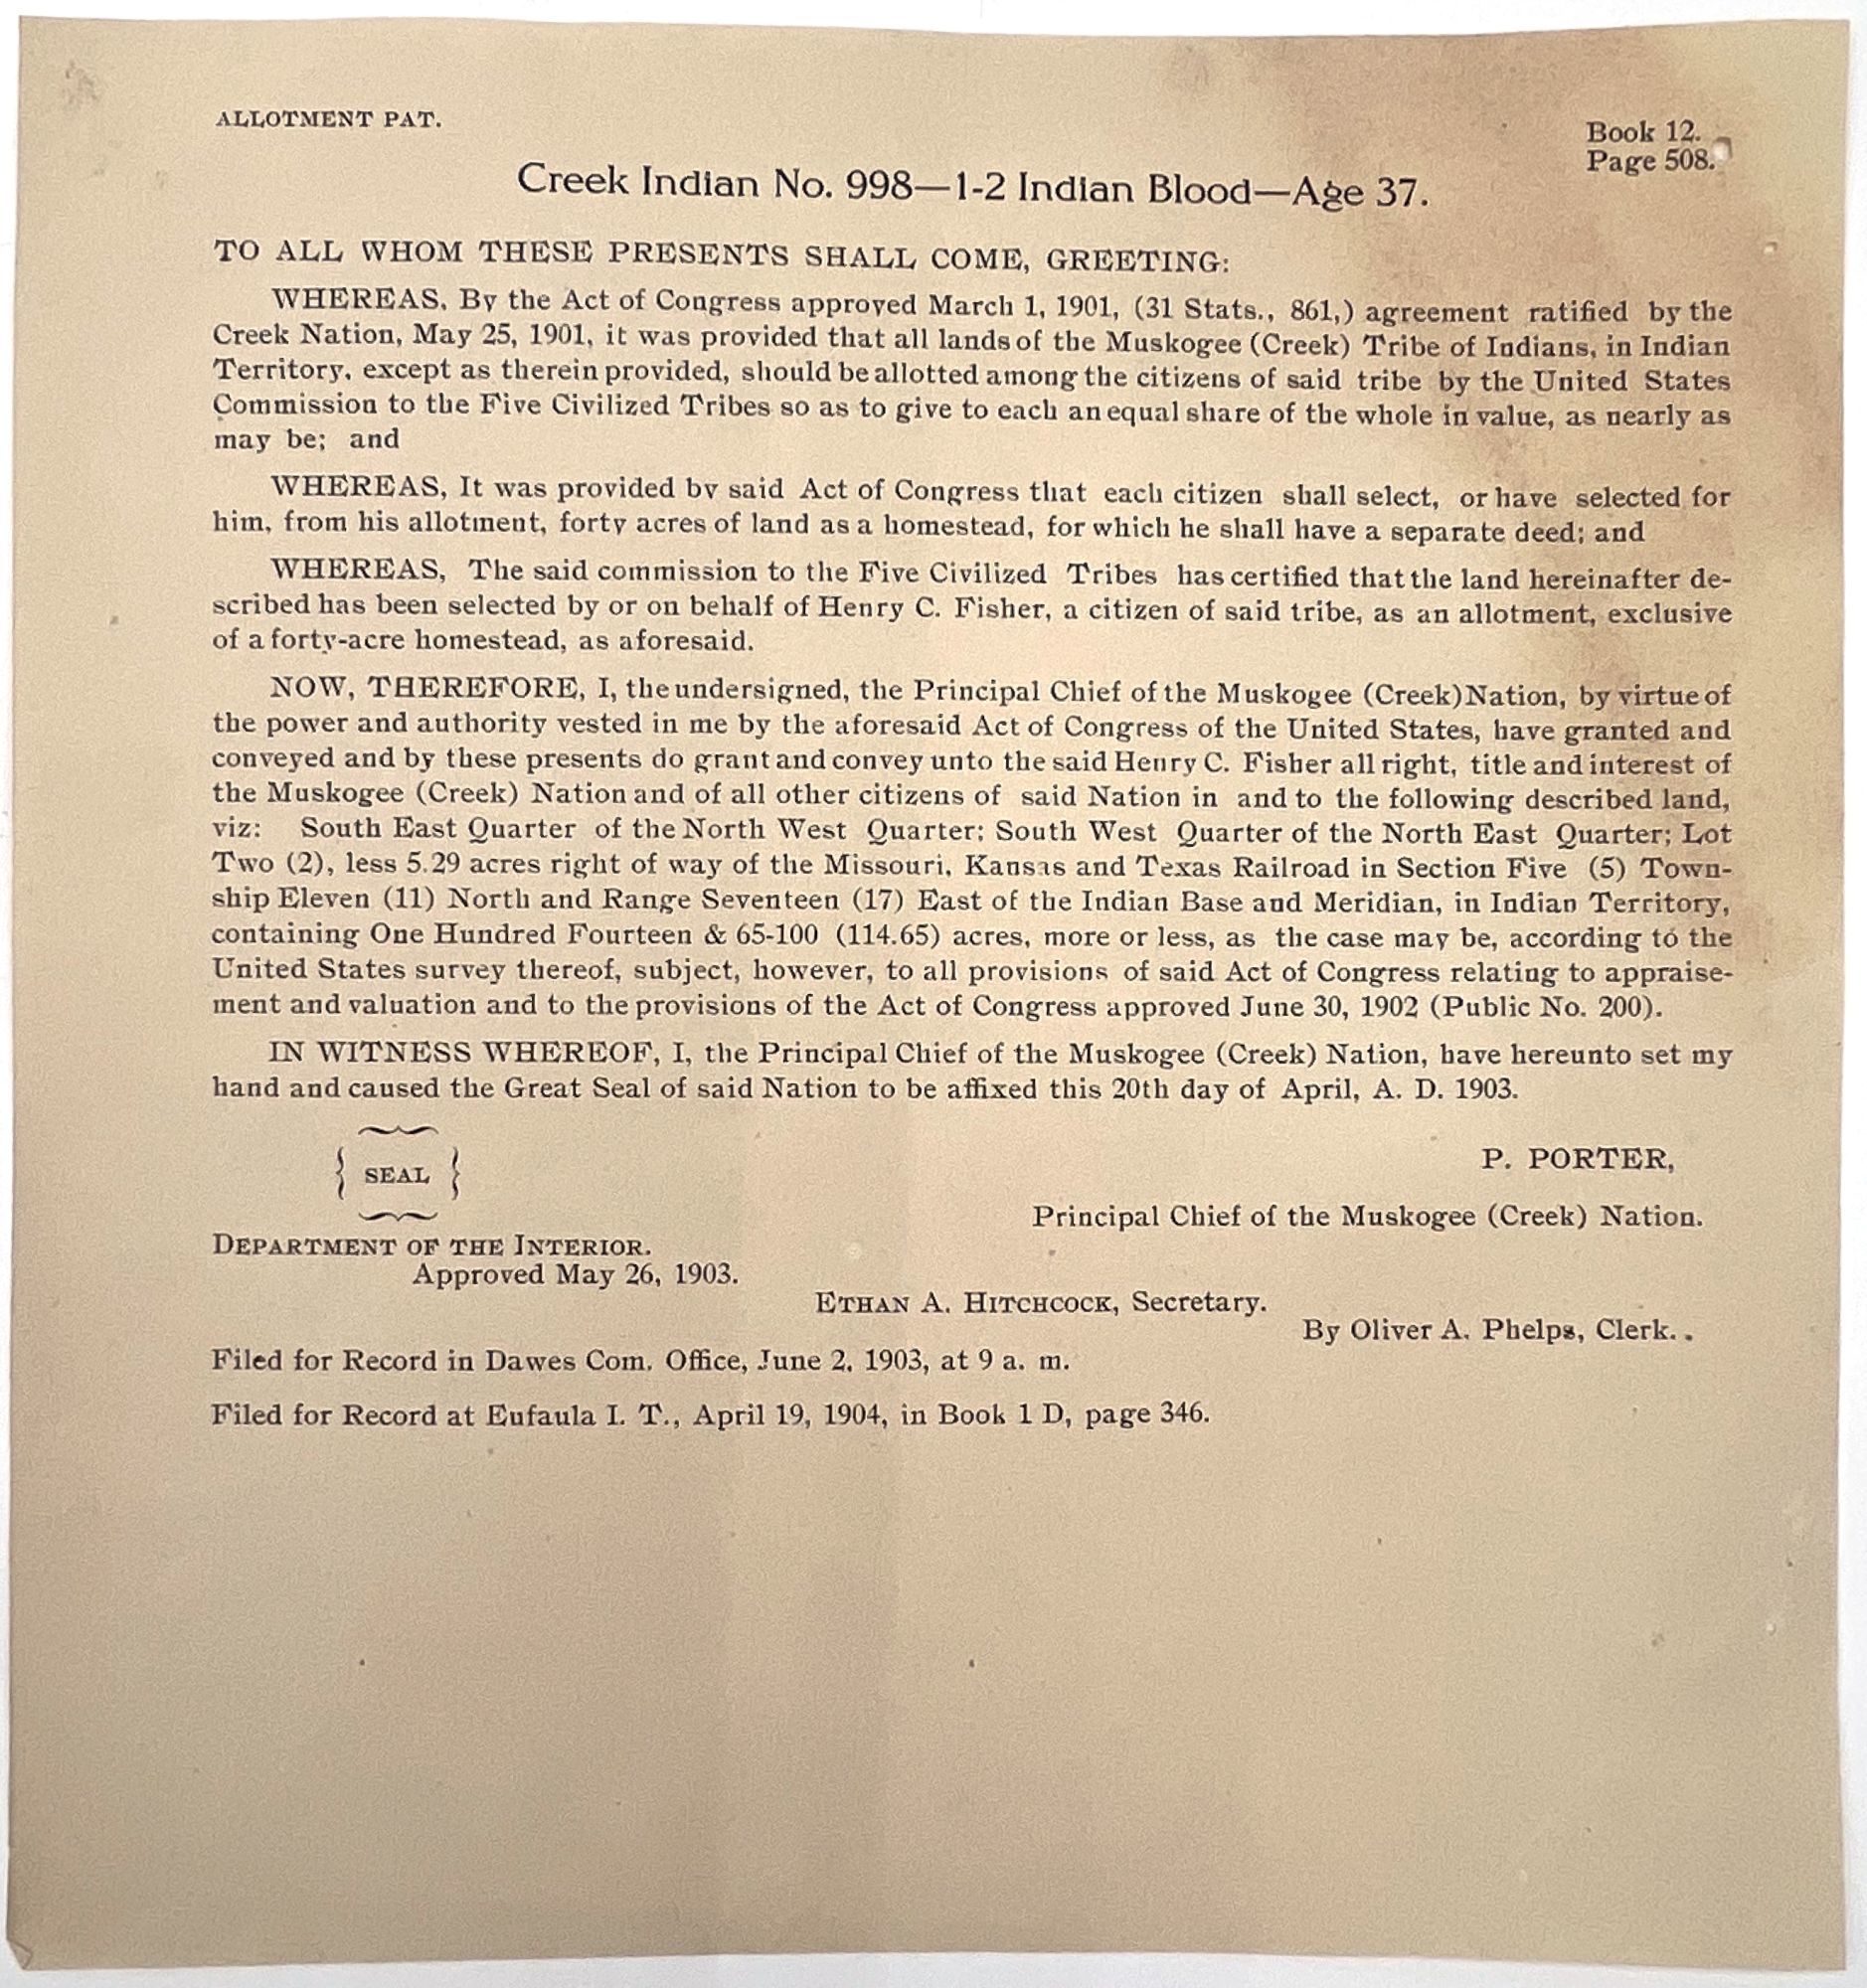 ALLOTMENT PAT.
Book 12.
Page 508.
Creek Indian No. 998—1-2 Indian Blood—Age 37.
TO ALL WHOM THESE PRESENTS SHALL COME, GREETING:
WHEREAS, By the Act of Congress approved March 1, 1901, (31 Stats., 861,) agreement ratified by the
Creek Nation, May 25, 1901, it was provided that all lands of the Muskogee (Creek) Tribe of Indians, in Indian
Territory, except as therein provided, should be allotted among the citizens of said tribe by the United States
Commission to the Five Civilized Tribes so as to give to each an equal share of the whole in value, as nearly as
may be; and
WHEREAS, It was provided by said Act of Congress that each citizen shall select, or have selected for
him, from his allotment, forty acres of land as a homestead, for which he shall have a separate deed; and
WHEREAS, The said commission to the Five Civilized Tribes has certified that the land hereinafter de-
scribed has been selected by or on behalf of Henry C. Fisher, a citizen of said tribe, as an allotment, exclusive
of a forty-acre homestead, as aforesaid.
NOW, THEREFORE, I, the undersigned, the Principal Chief of the Muskogee (Creek) Nation, by virtue of
the power and authority vested in me by the aforesaid Act of Congress of the United States, have granted and
conveyed and by these presents do grant and convey unto the said Henry C. Fisher all right, title and interest of
the Muskogee (Creek) Nation and of all other citizens of said Nation in and to the following described land,
viz: South East Quarter of the North West Quarter; South West Quarter of the North East Quarter; Lot
Two (2), less 5.29 acres right of way of the Missouri, Kansas and Texas Railroad in Section Five (5) Town-
ship Eleven (11) North and Range Seventeen (17) East of the Indian Base and Meridian, in Indian Territory,
containing One Hundred Fourteen & 65-100 (114.65) acres, more or less, as the case may be, according to the
United States survey thereof, subject, however, to all provisions of said Act of Congress relating to appraise-
ment and valuation and to the provisions of the Act of Congress approved June 30, 1902 (Public No. 200).
IN WITNESS WHEREOF, I, the Principal Chief of the Muskogee (Creek) Nation, have hereunto set my
hand and caused the Great Seal of said Nation to be affixed this 20th day of April, A. D. 1903.
P. PORTER,
{ SEAL }
Principal Chief of the Muskogee (Creek) Nation.
DEPARTMENT OF THE INTERIOR.
Approved May 26, 1903.
ETHAN A. HITCHCOCK, Secretary.
By Oliver A. Phelps, Clerk..
Filed for Record in Dawes Com. Office, June 2, 1903, at 9 a. m.
Filed for Record at Eufaula I. T., April 19, 1904, in Book 1 D, page 346.